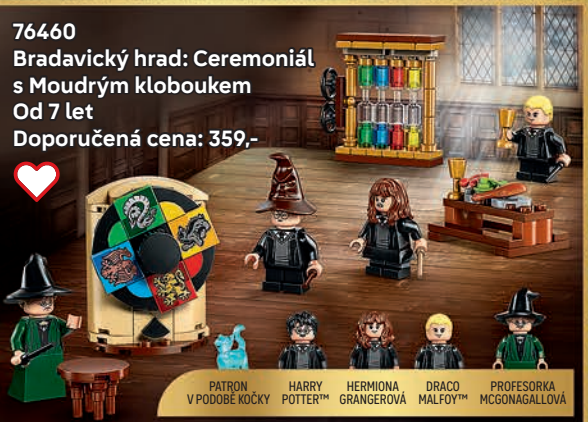 76460
Bradavický hrad: Ceremoniál
s Moudrým kloboukem
Od 7 let
Doporučená cena: 359,-
PATRON
V PODOBĚ KOČKY
HARRY
POTTER™
HERMIONA
GRANGEROVÁ
DRACO
MALFOY™
PROFESORKA
MCGONAGALLOVÁ